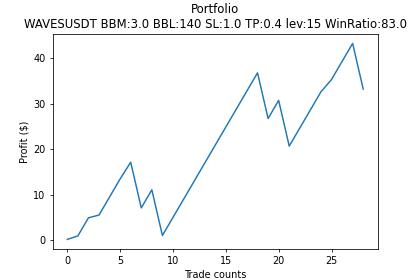 Portfolio
WAVESUSDT BBM:3.0 BBL:140 SL:1.0 TP:0.4 lev:15 WinRatio:83.0
Profit ($)
40
30
20
10
0
0 5 10 15 20 25
Trade counts